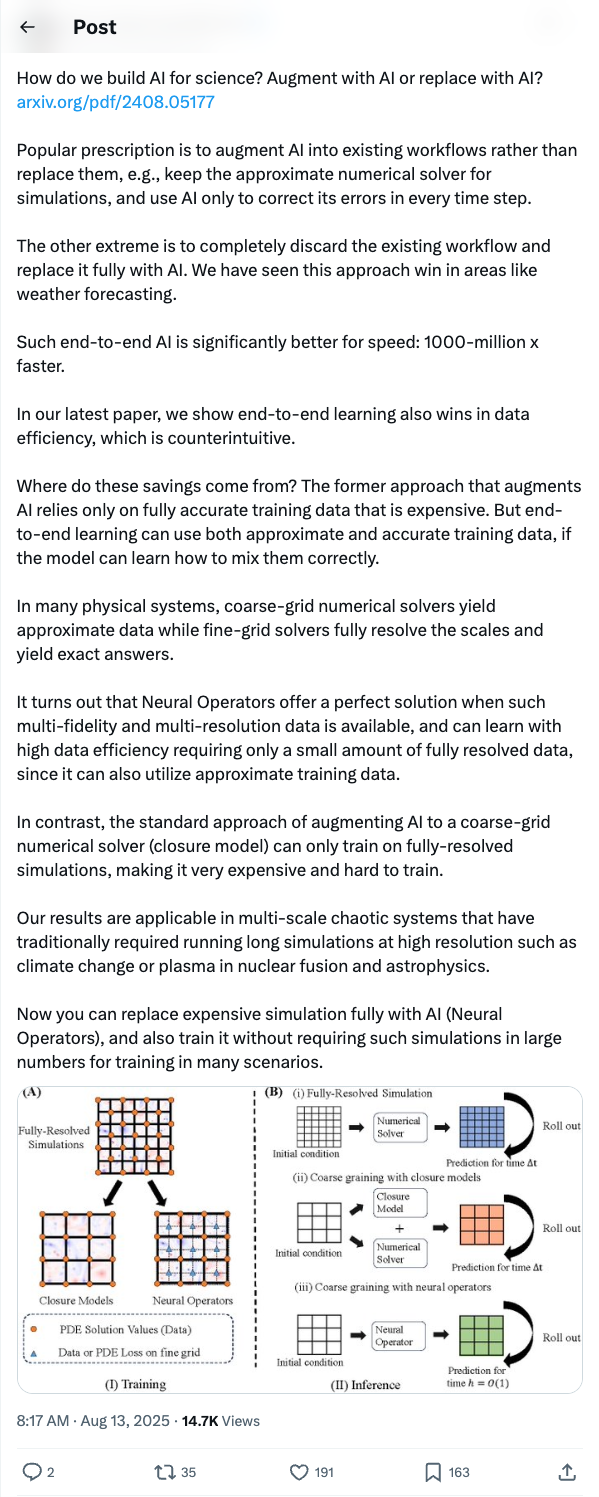 Post
How do we build AI for science? Augment with AI or replace with AI?
arxiv.org/pdf/2408.05177
Popular prescription is to augment AI into existing workflows rather than
replace them, e.g., keep the approximate numerical solver for
simulations, and use AI only to correct its errors in every time step.
The other extreme is to completely discard the existing workflow and
replace it fully with AI. We have seen this approach win in areas like
weather forecasting.
Such end-to-end AI is significantly better for speed: 1000-million x
faster.
In our latest paper, we show end-to-end learning also wins in data
efficiency, which is counterintuitive.
Where do these savings come from? The former approach that augments
AI relies only on fully accurate training data that is expensive. But end-
to-end learning can use both approximate and accurate training data, if
the model can learn how to mix them correctly.
In many physical systems, coarse-grid numerical solvers yield
approximate data while fine-grid solvers fully resolve the scales and
yield exact answers.
It turns out that Neural Operators offer a perfect solution when such
multi-fidelity and multi-resolution data is available, and can learn with
high data efficiency requiring only a small amount of fully resolved data,
since it can also utilize approximate training data.
In contrast, the standard approach of augmenting AI to a coarse-grid
numerical solver (closure model) can only train on fully-resolved
simulations, making it very expensive and hard to train.
Our results are applicable in multi-scale chaotic systems that have
traditionally required running long simulations at high resolution such as
climate change or plasma in nuclear fusion and astrophysics.
Now you can replace expensive simulation fully with AI (Neural
Operators), and also train it without requiring such simulations in large
numbers for training in many scenarios.
(A)
Fully-Resolved
Simulations
Closure Models
Neural Operators
PDE Solution Values (Data)
Data or PDE Loss on fine grid
(I) Training
(B) (i) Fully-Resolved Simulation
Initial condition
Numerical
Solver
Prediction for time Δt
Roll out
(ii) Coarse graining with closure models
Initial condition
Closure
Model
+
Numerical
Solver
Prediction for time Δt
Roll out
(iii) Coarse graining with neural operators
Initial condition
Neural
Operator
Prediction for
time h = O(1)
Roll out
(II) Inference
8:17 AM · Aug 13, 2025 · 14.7K Views
2 35 191 163